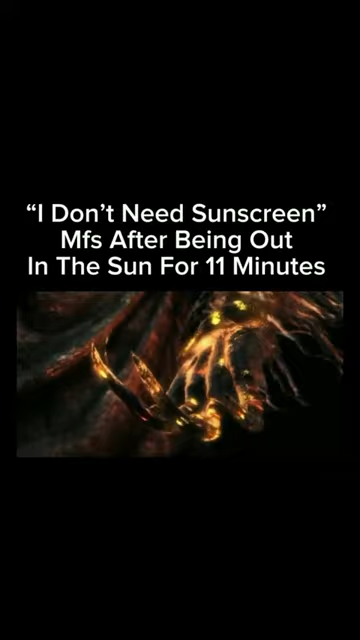 “I Don’t Need Sunscreen”
Mfs After Being Out
In The Sun For 11 Minutes